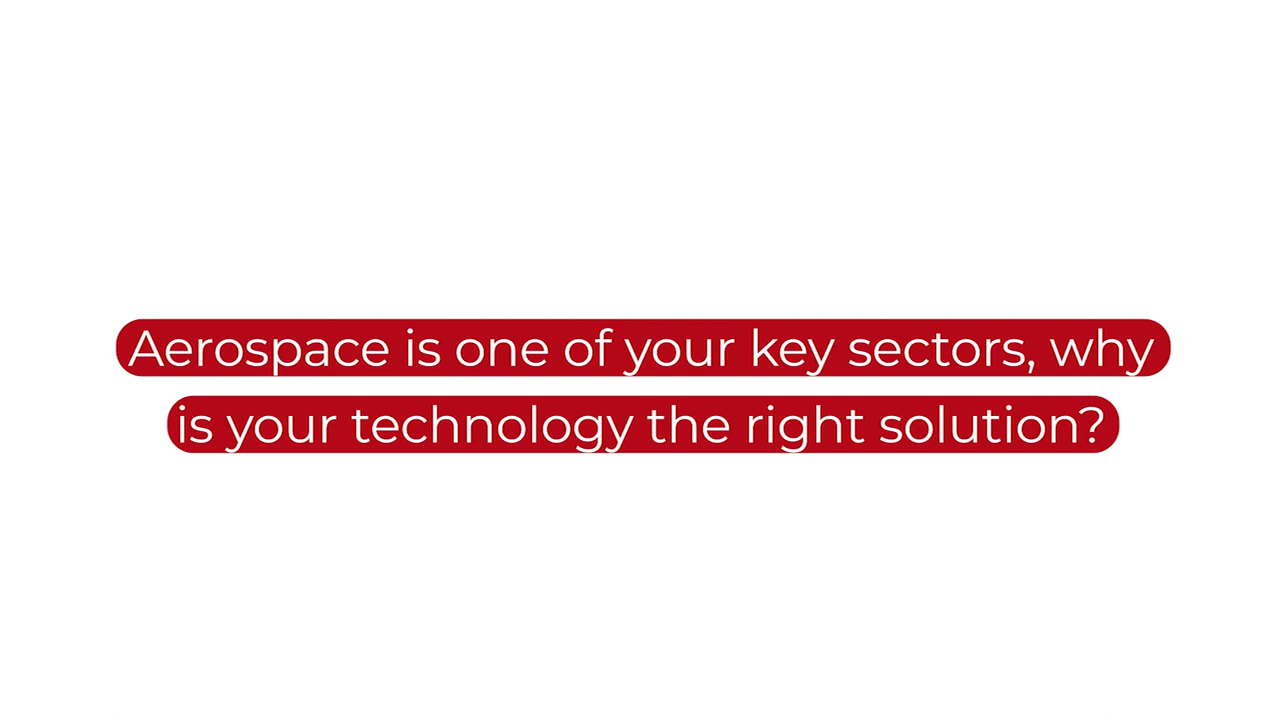 Aerospace is one of your key sectors, why
is your technology the right solution?